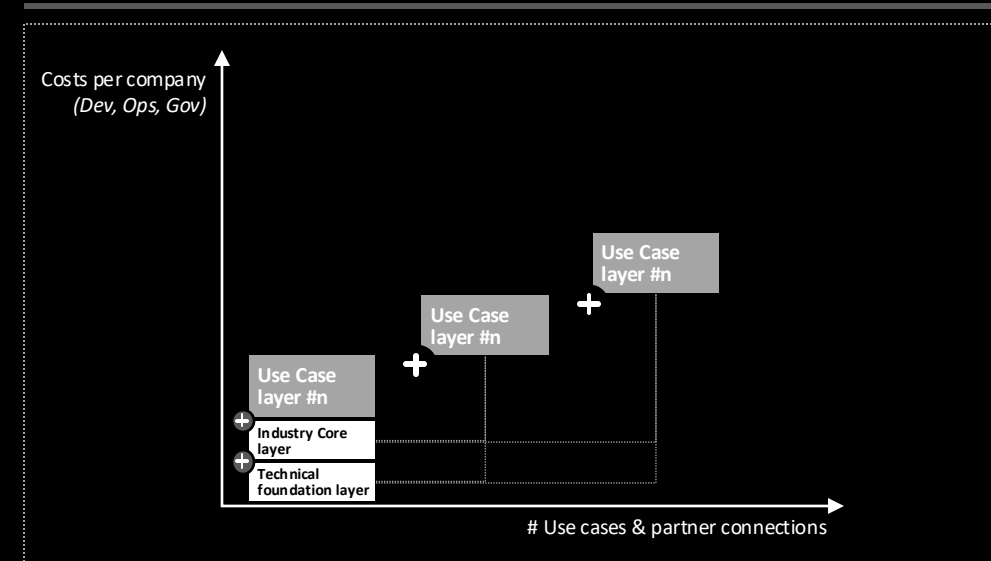 Costs per company
(Dev, Ops, Gov)
Use Case
layer #n
Use Case
layer #n
Use Case
layer #n
Industry Core
layer
Technical
foundation layer
# Use cases & partner connections